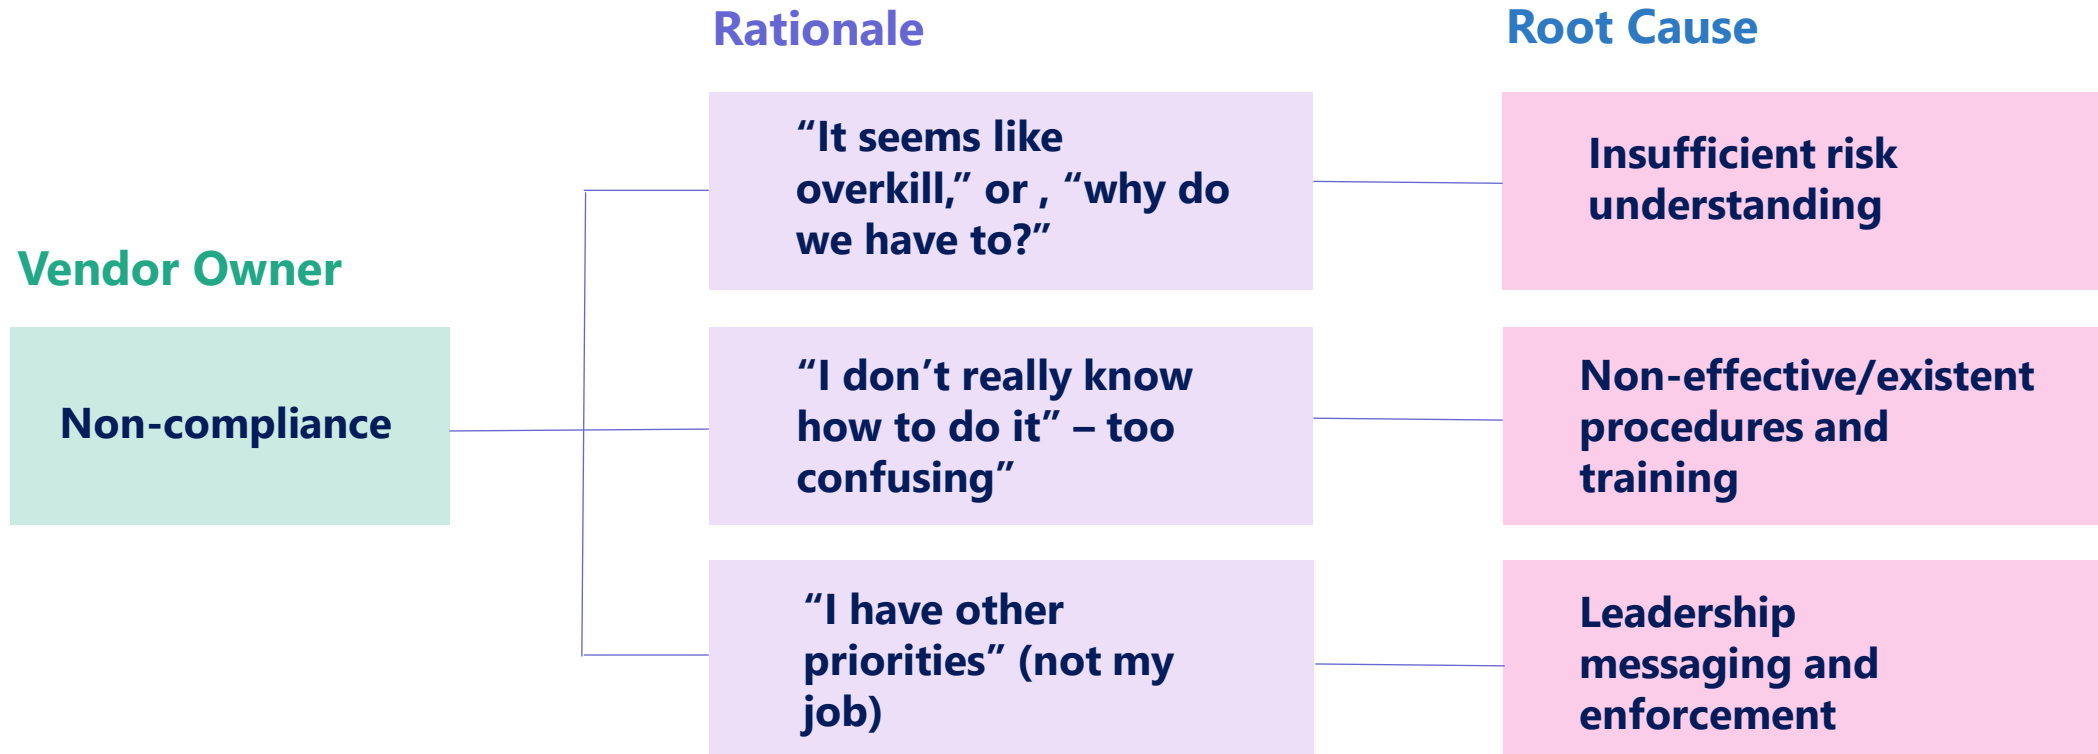 Rationale
Root Cause
“It seems like
overkill,” or , “why do
we have to?”
Insufficient risk
understanding
Vendor Owner
Non-compliance
“I don’t really know
how to do it” – too
confusing”
Non-effective/existent
procedures and
training
“I have other
priorities” (not my
job)
Leadership
messaging and
enforcement